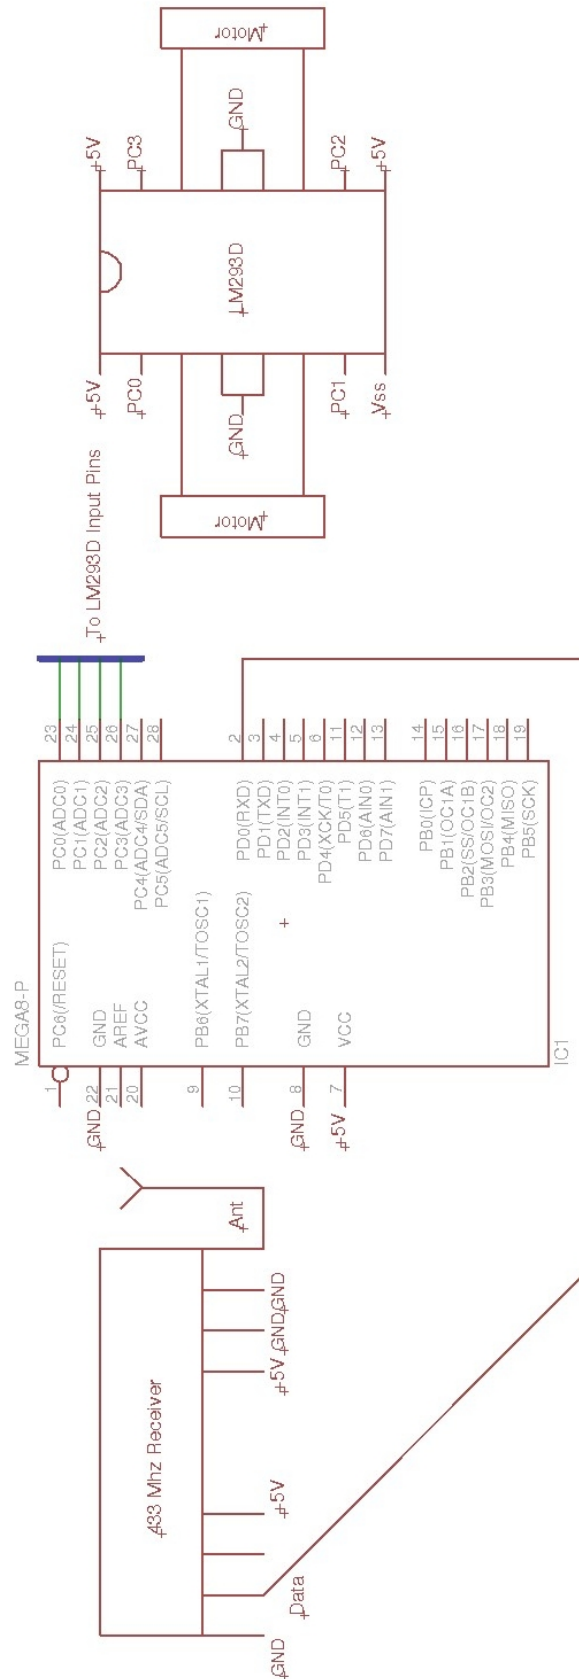 433 Mhz Receiver
GND
Data
+5V
+5V
GND
GND
Ant
MEGA8-P
IC1
1
PC6(/RESET)
22
GND
21
AREF
20
AVCC
9
PB6(XTAL1/TOSC1)
10
PB7(XTAL2/TOSC2)
8
GND
7
VCC
GND
GND
+5V
PC0(ADC0)
23
PC1(ADC1)
24
PC2(ADC2)
25
PC3(ADC3)
26
PC4(ADC4/SDA)
27
PC5(ADC5/SCL)
28
PD0(RXD)
2
PD1(TXD)
3
PD2(INT0)
4
PD3(INT1)
5
PD4(XCK/T0)
6
PD5(T1)
11
PD6(AIN0)
12
PD7(AIN1)
13
PB0(ICP)
14
PB1(OC1A)
15
PB2(SS/OC1B)
16
PB3(MOSI/OC2)
17
PB4(MISO)
18
PB5(SCK)
19
To LM293D Input Pins
Motor
+5V
PC0
GND
PC1
Vss
LM293D
+5V
PC3
GND
PC2
+5V
Motor